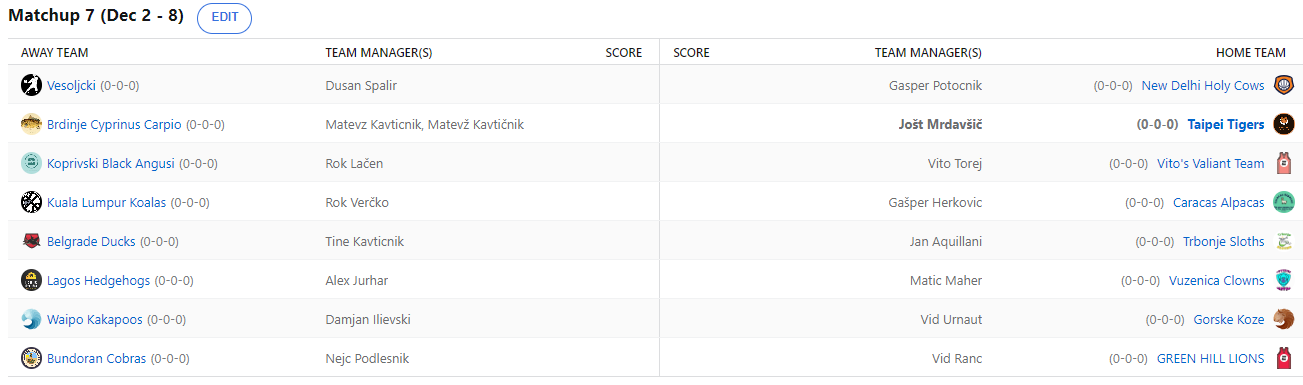 Matchup 7 (Dec 2 - 8) EDIT
AWAY TEAM TEAM MANAGER(S) SCORE SCORE TEAM MANAGER(S) HOME TEAM
Vesoljcki (0-0-0) Dusan Spalir Gasper Potocnik (0-0-0) New Delhi Holy Cows
Brdinje Cyprinus Carpio (0-0-0) Matevz Kavticnik, Matevž Kavtičnik Jošt Mrdavšič (0-0-0) Taipei Tigers
Koprivski Black Angusi (0-0-0) Rok Lačen Vito Torej (0-0-0) Vito's Valiant Team
Kuala Lumpur Koalas (0-0-0) Rok Verčko Gašper Herkovic (0-0-0) Caracas Alpacas
Belgrade Ducks (0-0-0) Tine Kavticnik Jan Aquillani (0-0-0) Trbonje Sloths
Lagos Hedgehogs (0-0-0) Alex Jurhar Matic Maher (0-0-0) Vuzenica Clowns
Waipo Kakapoos (0-0-0) Damjan Ilievski Vid Urnaut (0-0-0) Gorske Koze
Bundoran Cobras (0-0-0) Nejc Podlesnik Vid Ranc (0-0-0) GREEN HILL LIONS